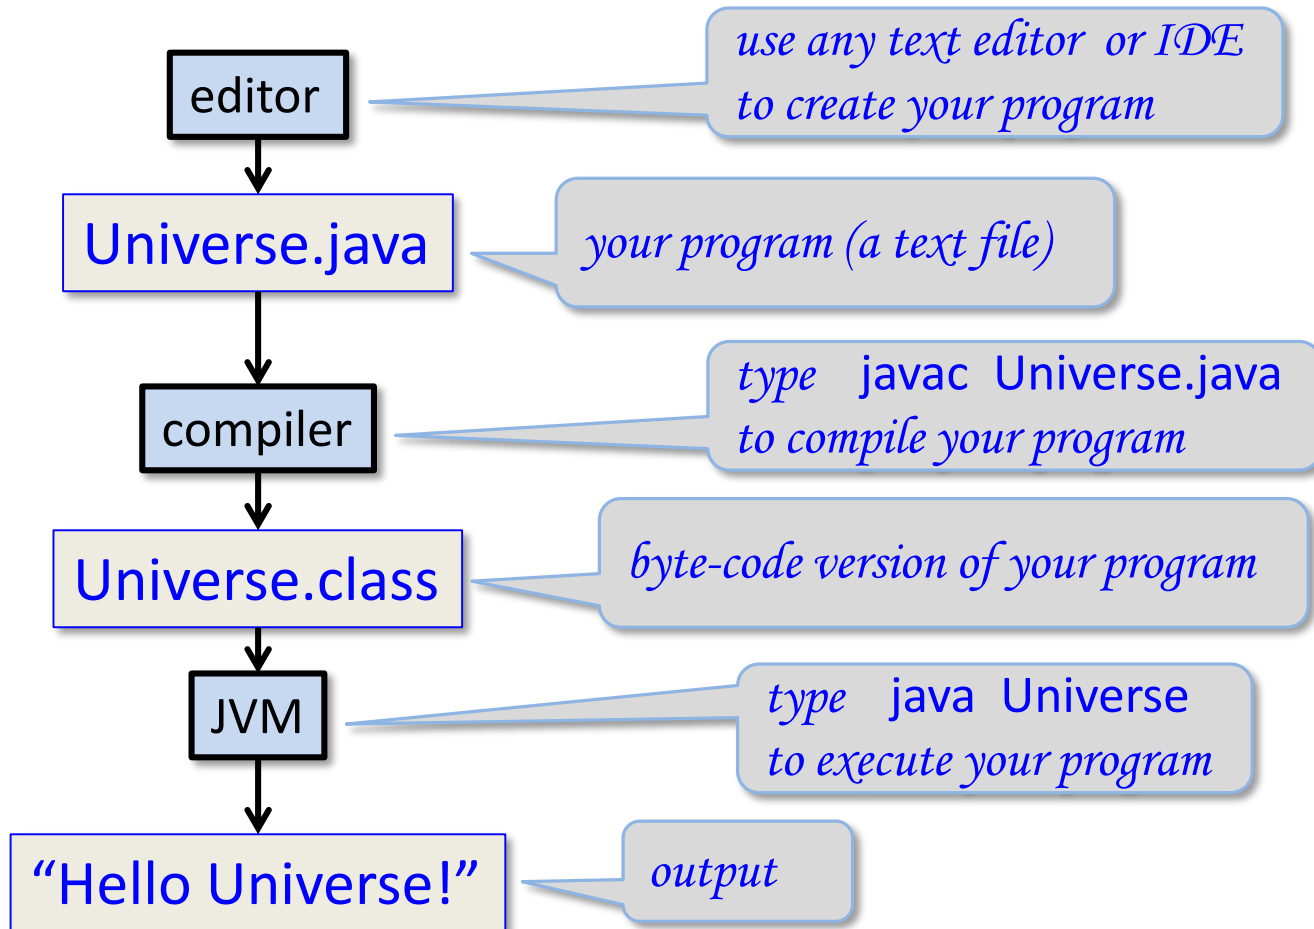 editor
use any text editor or IDE
to create your program
Universe.java
your program (a text file)
compiler
type javac Universe.java
to compile your program
Universe.class
byte-code version of your program
JVM
type java Universe
to execute your program
“Hello Universe!”
output